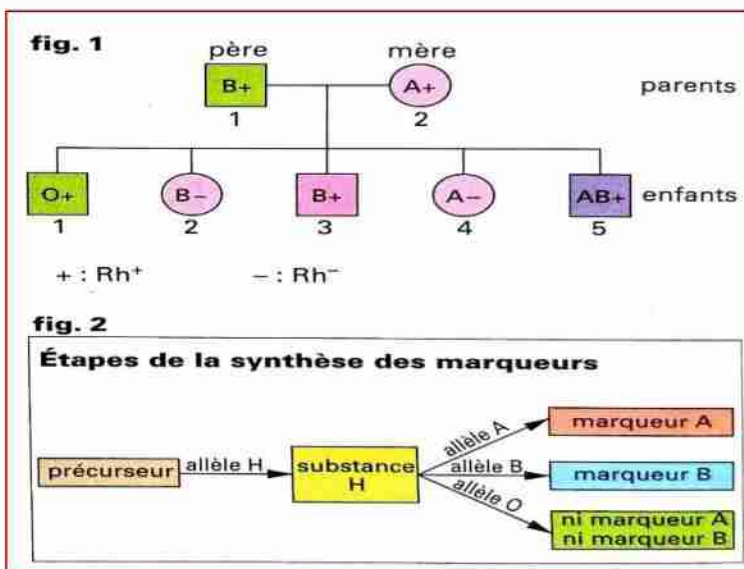 fig. 1
père mère
B+ A+ parents
1 2
O+ B− B+ A− AB+ enfants
1 2 3 4 5
+ : Rh⁺ − : Rh⁻
fig. 2
Étapes de la synthèse des marqueurs
précurseur
allèle H
substance
H
allèle A
marqueur A
allèle B
marqueur B
allèle O
ni marqueur A
ni marqueur B